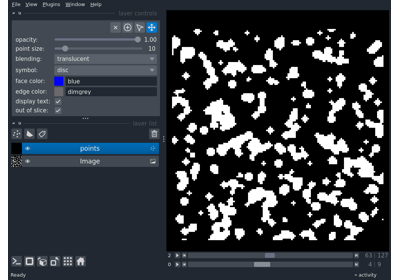 File View Plugins Window Help
layer controls
opacity: 1.00
point size: 10
blending: translucent
symbol: disc
face color: blue
edge color: dimgrey
display text:
out of slice:
layer list
points
Image
2 63 127
0 4 9
Ready activity